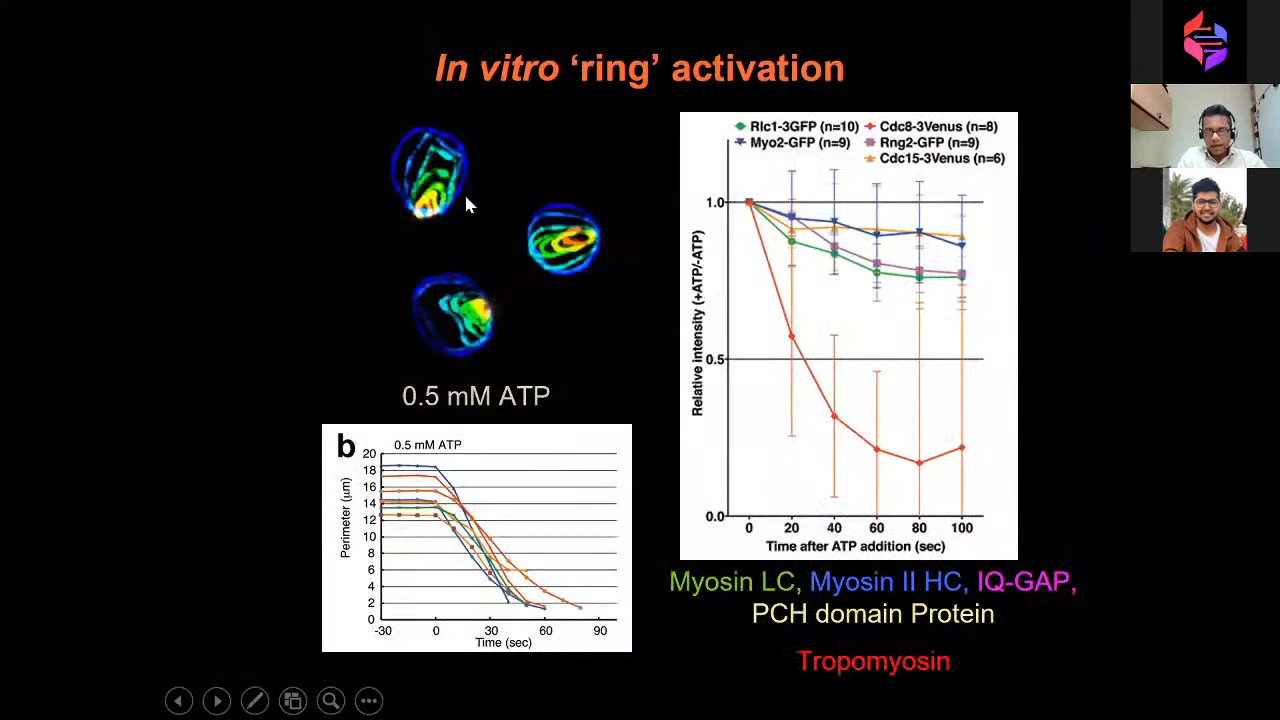 In vitro ‘ring’ activation
0.5 mM ATP
b
0.5 mM ATP
Perimeter (μm)
20
18
16
14
12
10
8
6
4
2
0
-30 0 30 60 90
Time (sec)
Rlc1-3GFP (n=10) Cdc8-3Venus (n=8)
Myo2-GFP (n=9) Rng2-GFP (n=9)
Cdc15-3Venus (n=6)
Relative intensity (+ATP/-ATP)
1.0
0.5
0.0
0 20 40 60 80 100
Time after ATP addition (sec)
Myosin LC, Myosin II HC, IQ-GAP,
PCH domain Protein
Tropomyosin